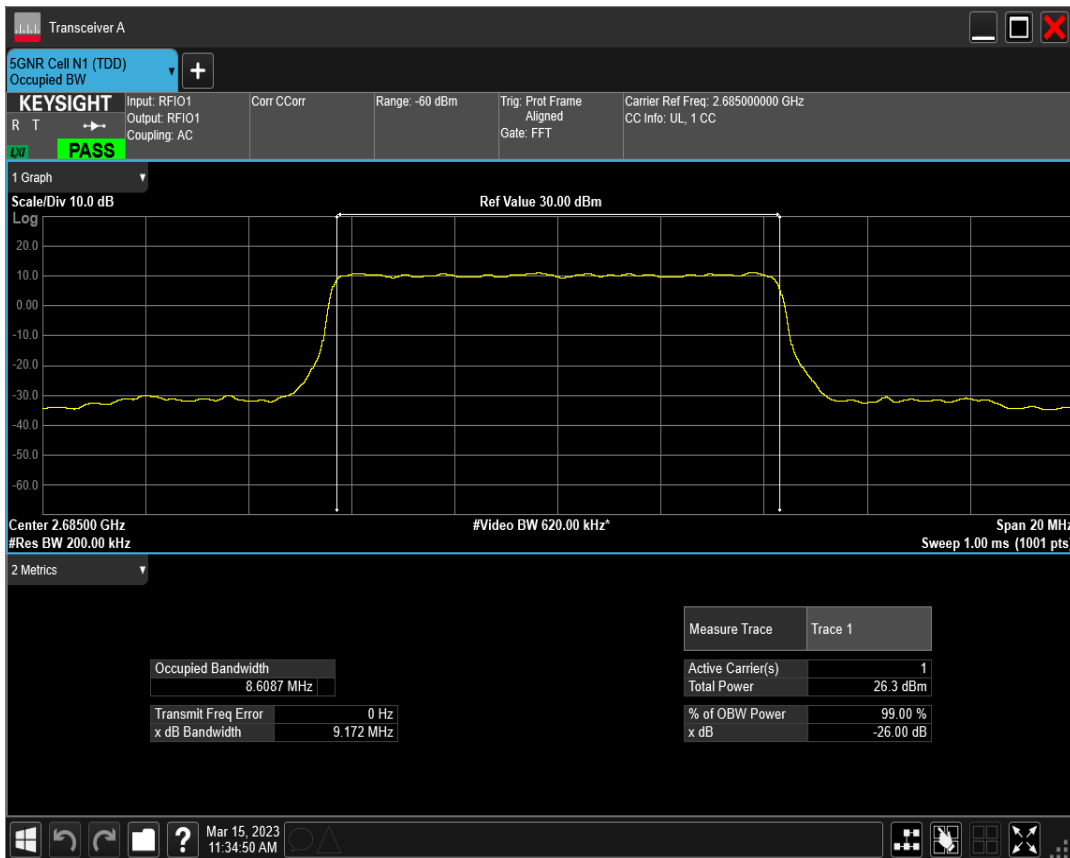 Transceiver A
5GNR Cell N1 (TDD)
Occupied BW
+
KEYSIGHT
R T
LXI
PASS
Input: RFIO1
Output: RFIO1
Coupling: AC
Corr CCorr
Range: -60 dBm
Trig: Prot Frame
Aligned
Gate: FFT
Carrier Ref Freq: 2.685000000 GHz
CC Info: UL, 1 CC
1 Graph
Scale/Div 10.0 dB
Ref Value 30.00 dBm
Log
20.0
10.0
0.00
-10.0
-20.0
-30.0
-40.0
-50.0
-60.0
Center 2.68500 GHz
#Video BW 620.00 kHz*
Span 20 MHz
#Res BW 200.00 kHz
Sweep 1.00 ms (1001 pts)
2 Metrics
Measure Trace Trace 1
Occupied Bandwidth
8.6087 MHz
Active Carrier(s) 1
Total Power 26.3 dBm
Transmit Freq Error 0 Hz
x dB Bandwidth 9.172 MHz
% of OBW Power 99.00 %
x dB -26.00 dB
?
Mar 15, 2023
11:34:50 AM